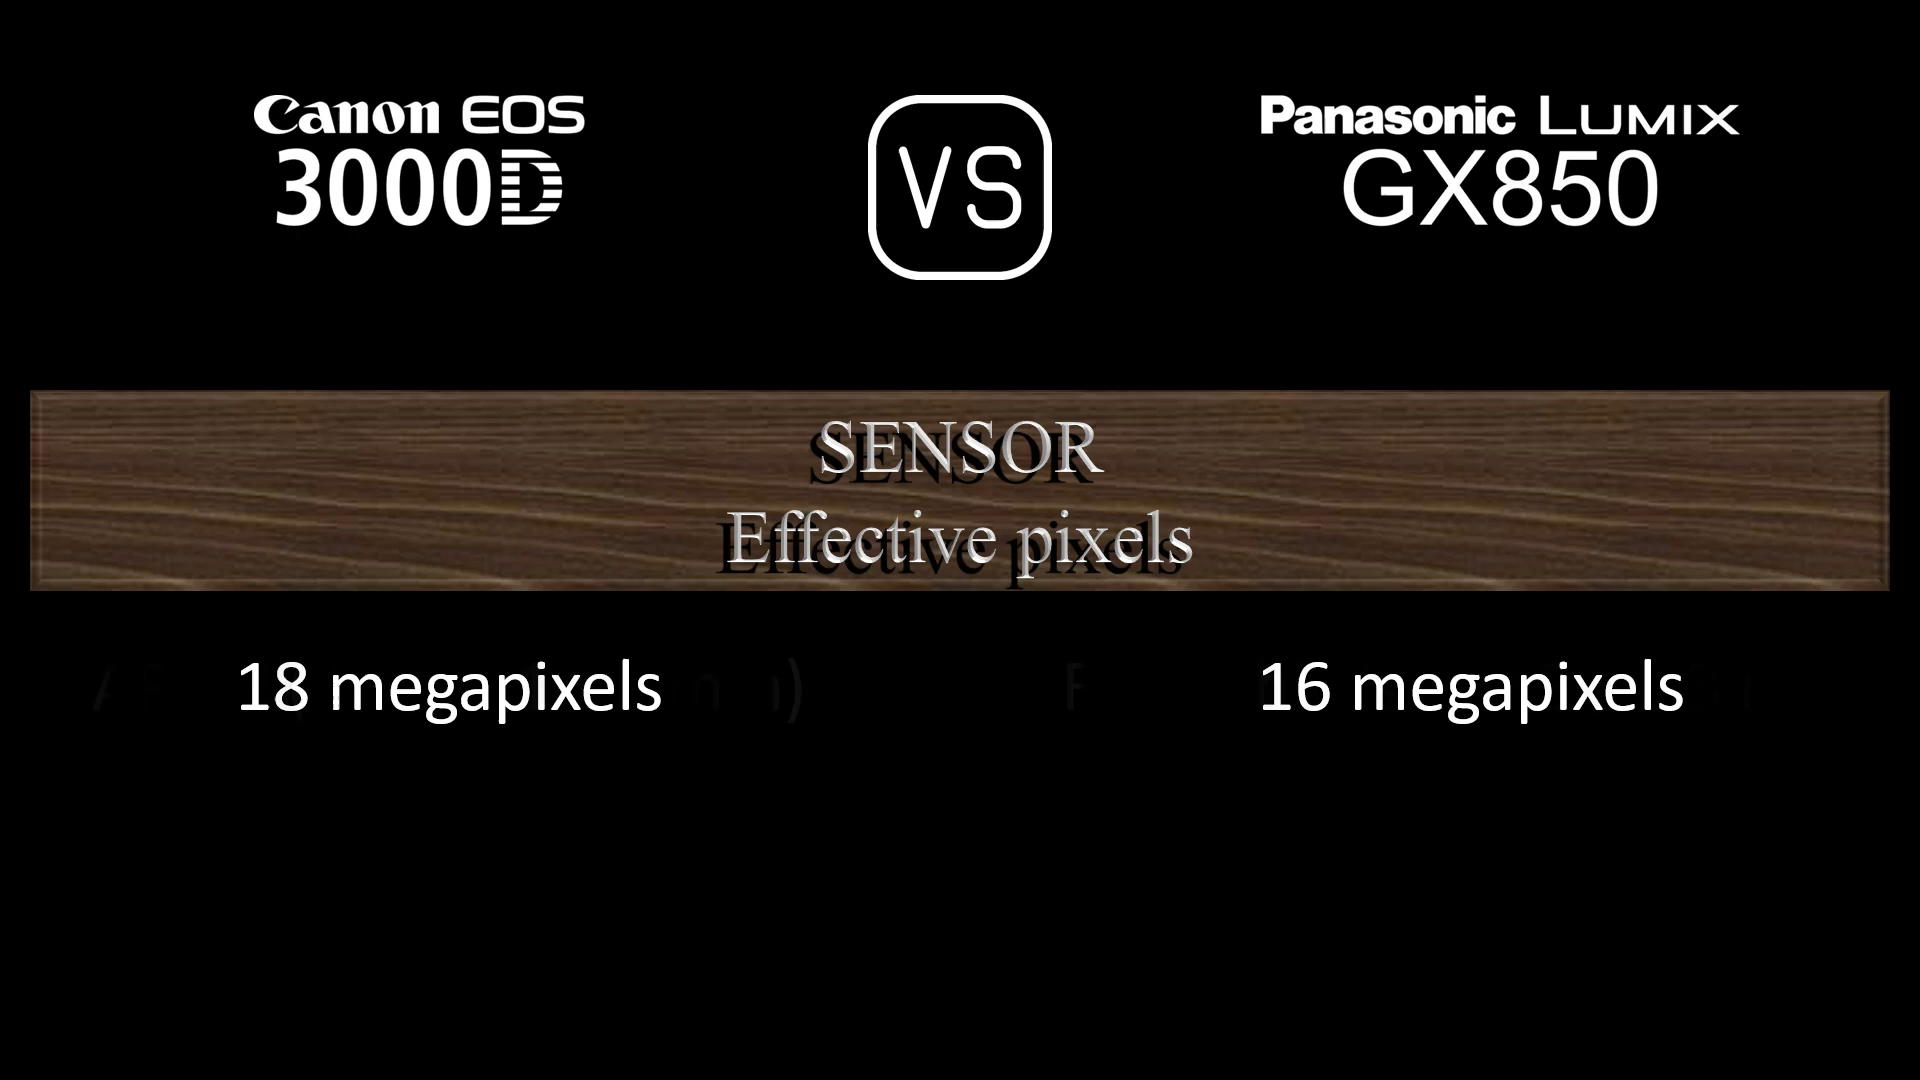 Canon EOS
3000D
VS
Panasonic LUMIX
GX850
SENSOR
Effective pixels
18 megapixels
16 megapixels